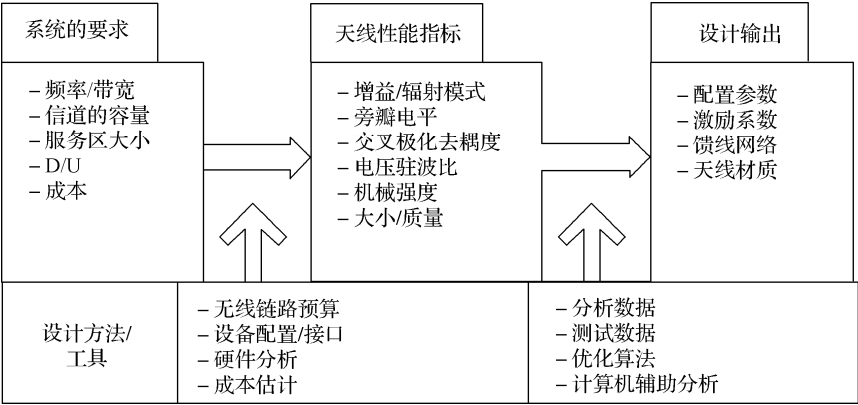 系统的要求
– 频率/带宽
– 信道的容量
– 服务区大小
– D/U
– 成本
天线性能指标
– 增益/辐射模式
– 旁瓣电平
– 交叉极化去耦度
– 电压驻波比
– 机械强度
– 大小/质量
设计输出
– 配置参数
– 激励系数
– 馈线网络
– 天线材质
设计方法/
工具
– 无线链路预算
– 设备配置/接口
– 硬件分析
– 成本估计
– 分析数据
– 测试数据
– 优化算法
– 计算机辅助分析